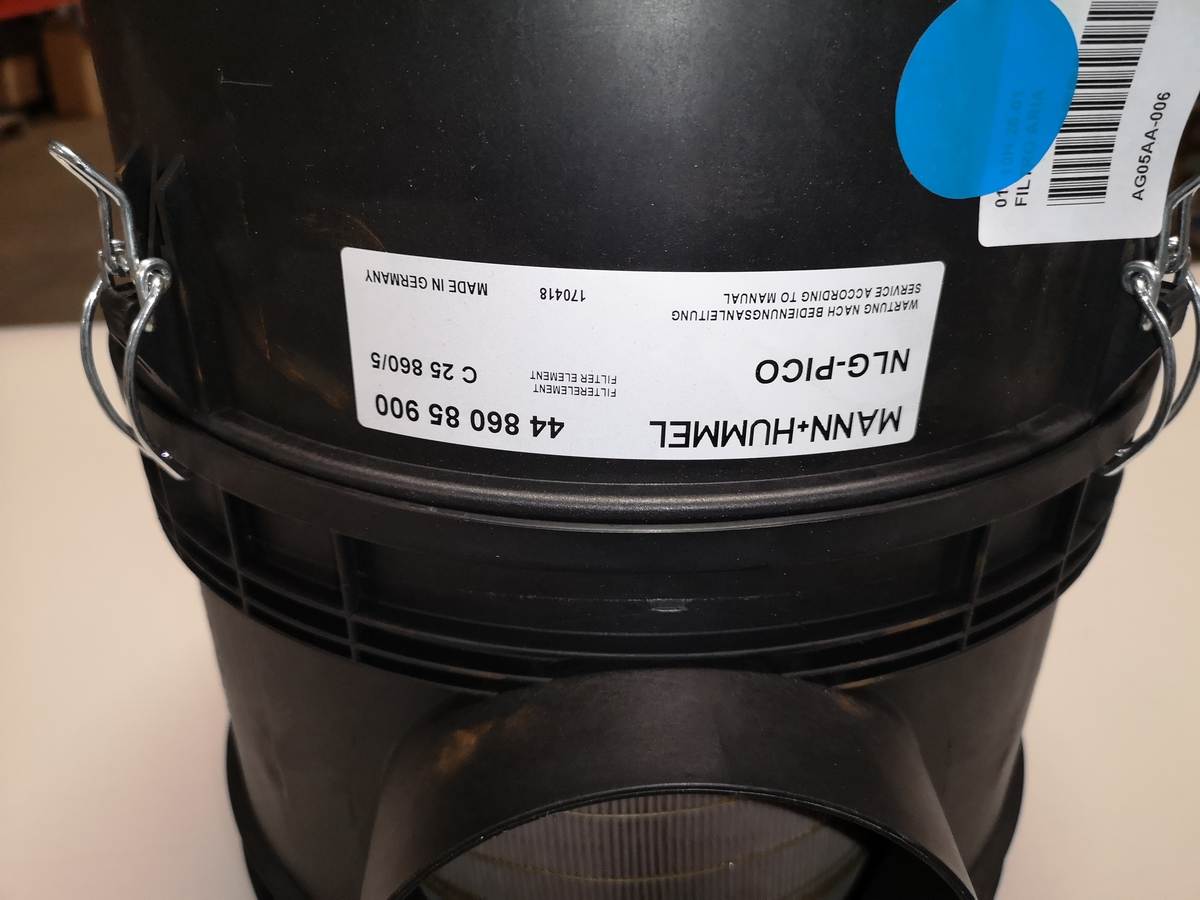 MANN+HUMMEL
44 860 85 900
NLG-PICO
FILTERELEMENT
FILTER ELEMENT
C 25 860/5
WARTUNG NACH BEDIENUNGSANLEITUNG
SERVICE ACCORDING TO MANUAL
170418
MADE IN GERMANY
AG05AA-006
ARIA